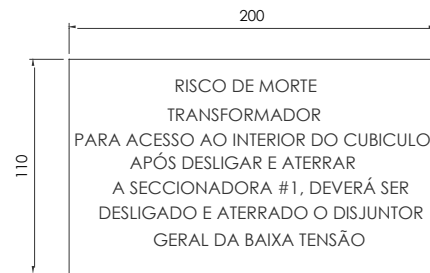 200
110
RISCO DE MORTE
TRANSFORMADOR
PARA ACESSO AO INTERIOR DO CUBICULO
APÓS DESLIGAR E ATERRAR
A SECCIONADORA #1, DEVERÁ SER
DESLIGADO E ATERRADO O DISJUNTOR
GERAL DA BAIXA TENSÃO